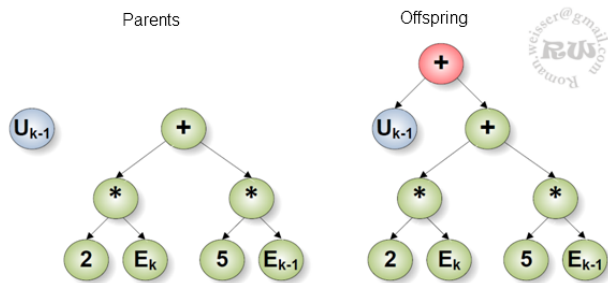 Parents
Offspring
Roman.weisser@gmail.com
RW
+
U k-1
+
U k-1
+
*
*
*
*
2
E k
5
E k-1
2
E k
5
E k-1